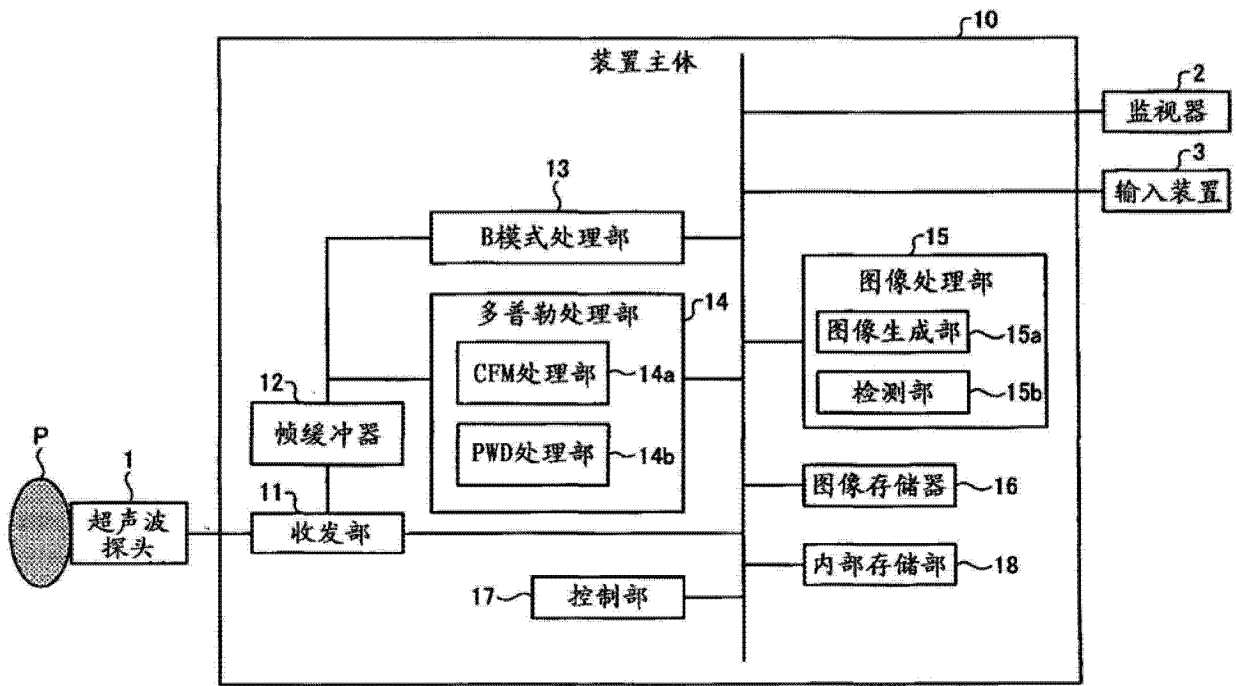 10
装置主体
2
监视器
3
输入装置
13
B模式处理部
15
图像处理部
图像生成部
15a
检测部
15b
14
多普勒处理部
CFM处理部
14a
PWD处理部
14b
12
帧缓冲器
P
1
超声波
探头
11
收发部
图像存储器
16
内部存储部
18
17
控制部